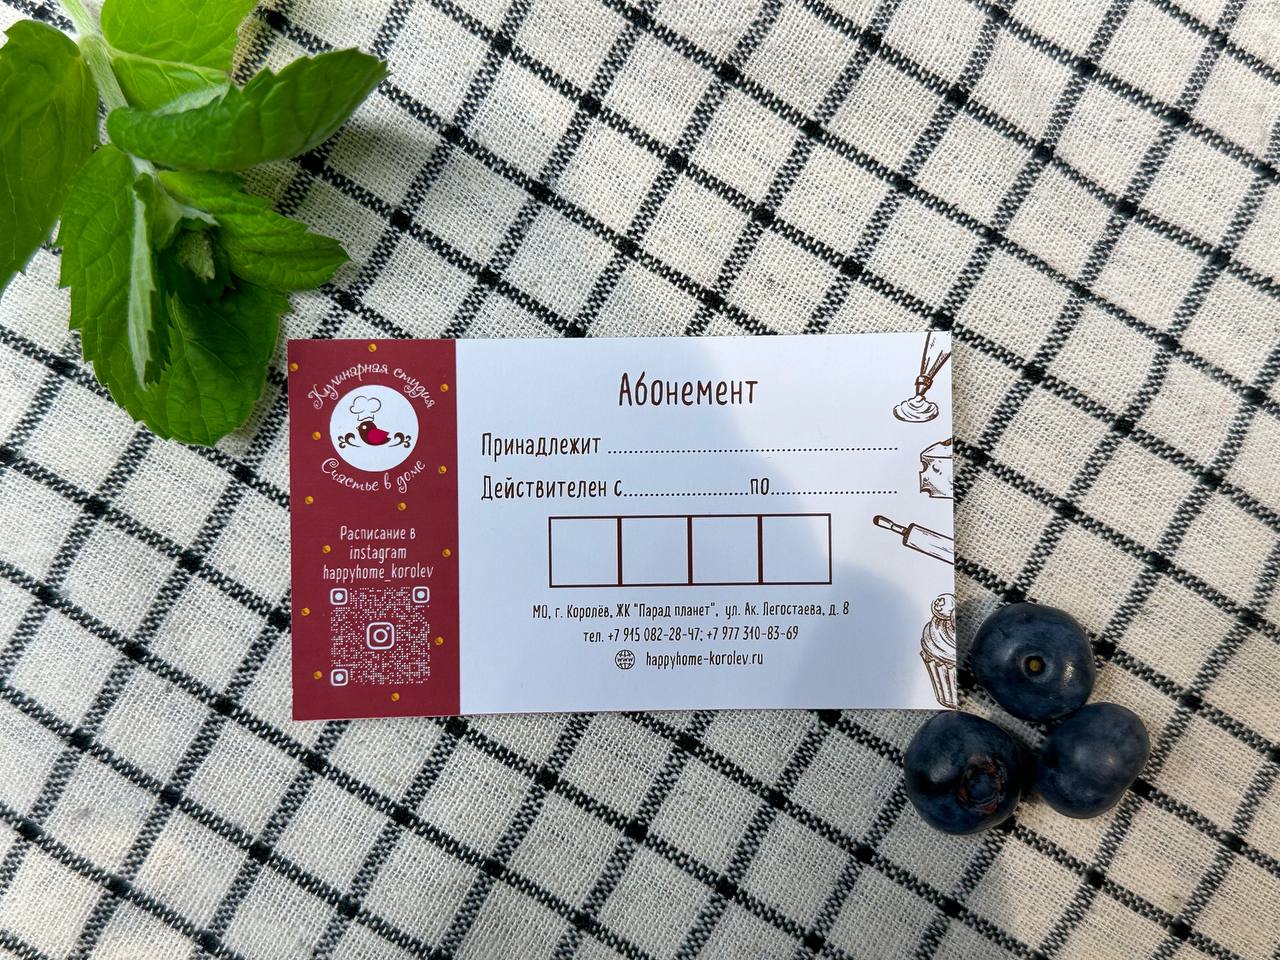 Кулинарная студия
Счастье в доме
Расписание в
instagram
happyhome_korolev
Абонемент
Принадлежит
Действителен с.....................по
МО, г. Королёв, ЖК "Парад планет", ул. Ак. Легостаева, д. 8
тел. +7 915 082-28-47; +7 977 310-83-69
www happyhome-korolev.ru